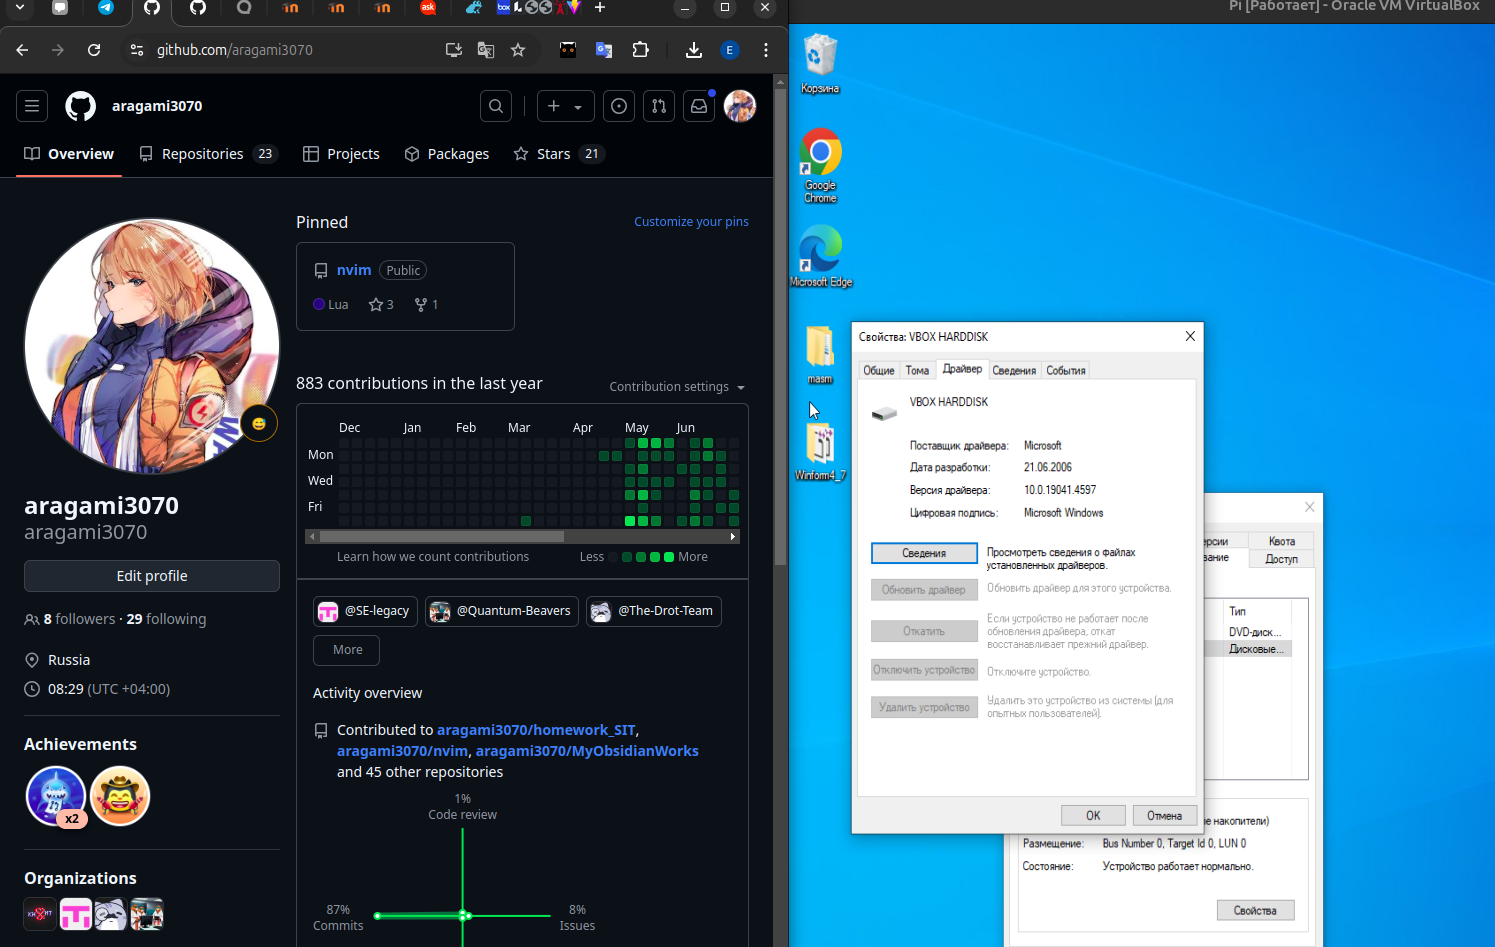 ask
box
github.com/aragami3070
E
aragami3070
Overview
Repositories 23
Projects
Packages
Stars 21
Pinned
Customize your pins
nvim Public
Lua 3 1
883 contributions in the last year
Contribution settings
Dec Jan Feb Mar Apr May Jun
Mon
Wed
Fri
Learn how we count contributions
Less More
@SE-legacy
@Quantum-Beavers
@The-Drot-Team
More
Activity overview
Contributed to aragami3070/homework_SIT,
aragami3070/nvim, aragami3070/MyObsidianWorks
and 45 other repositories
1%
Code review
87%
Commits
8%
Issues
aragami3070
aragami3070
Edit profile
8 followers · 29 following
Russia
08:29 (UTC +04:00)
Achievements
x2
Organizations
Pi [Работает] - Oracle VM VirtualBox
Корзина
Google
Chrome
Microsoft Edge
masm
Winform4_7
Свойства: VBOX HARDDISK
Общие Тома Драйвер Сведения События
VBOX HARDDISK
Поставщик драйвера: Microsoft
Дата разработки: 21.06.2006
Версия драйвера: 10.0.19041.4597
Цифровая подпись: Microsoft Windows
Сведения
Просмотреть сведения о файлах
установленных драйверов.
Обновить драйвер
Обновить драйвер для этого устройства.
Откатить
Если устройство не работает после
обновления драйвера, откат
восстанавливает прежний драйвер.
Отключить устройство
Отключите устройство.
Удалить устройство
Удалить это устройство из системы (для
опытных пользователей).
OK
Отмена
рсии Квота
вание Доступ
Тип
DVD-диск...
Дисковые...
е накопители)
Размещение: Bus Number 0, Target Id 0, LUN 0
Состояние: Устройство работает нормально.
Свойства